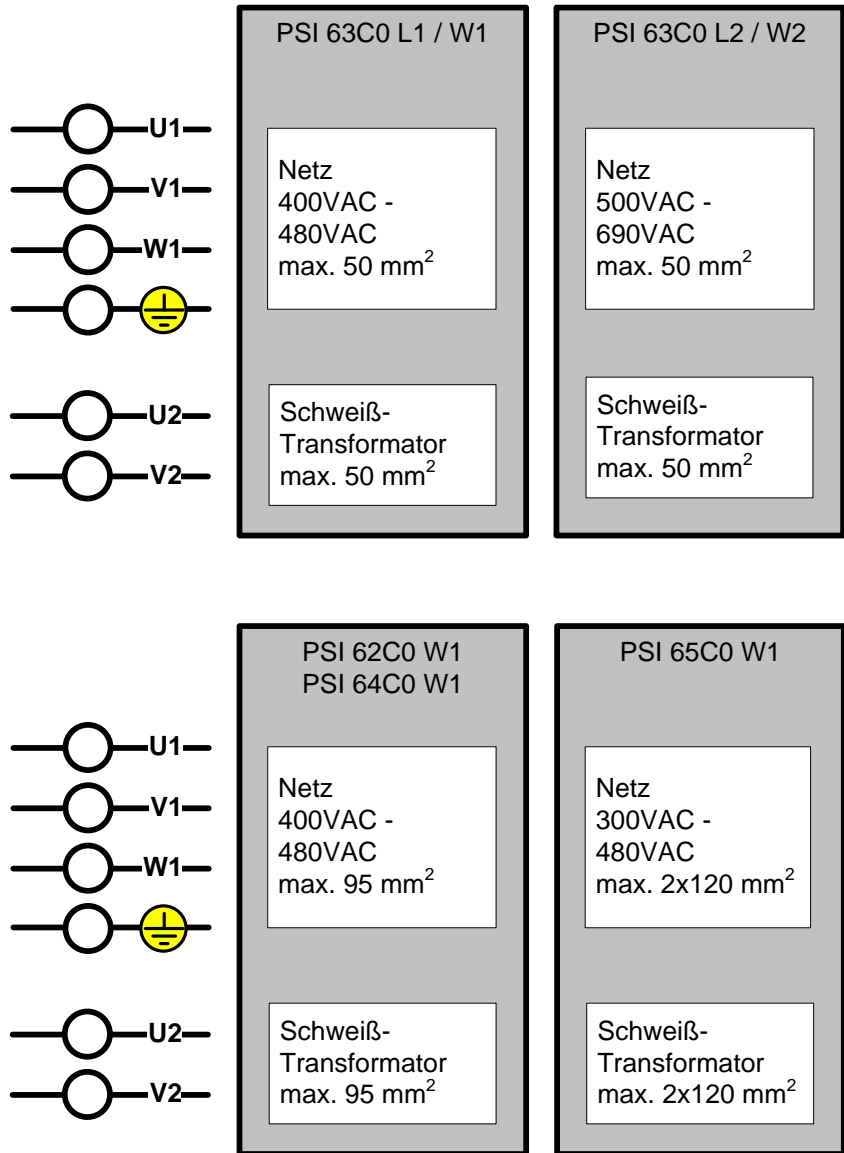 PSI 63C0 L1 / W1
U1
V1
W1
Netz
400VAC -
480VAC
max. 50 mm²
U2
V2
Schweiß-
Transformator
max. 50 mm²
PSI 63C0 L2 / W2
Netz
500VAC -
690VAC
max. 50 mm²
Schweiß-
Transformator
max. 50 mm²
PSI 62C0 W1
PSI 64C0 W1
U1
V1
W1
Netz
400VAC -
480VAC
max. 95 mm²
U2
V2
Schweiß-
Transformator
max. 95 mm²
PSI 65C0 W1
Netz
300VAC -
480VAC
max. 2x120 mm²
Schweiß-
Transformator
max. 2x120 mm²